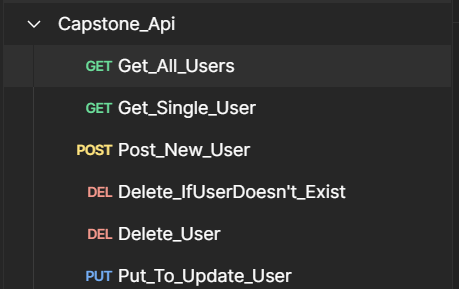 Capstone_Api
GET Get_All_Users
GET Get_Single_User
POST Post_New_User
DEL Delete_IfUserDoesn't_Exist
DEL Delete_User
PUT Put_To_Update_User